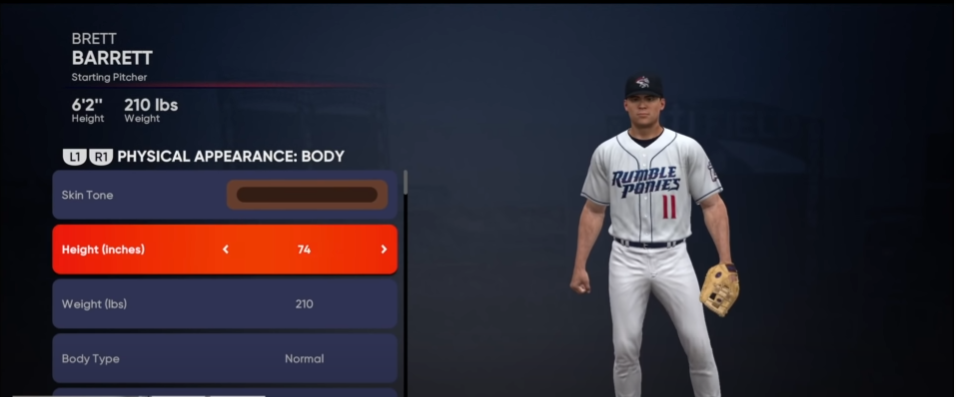 BRETT
BARRETT
Starting Pitcher
6'2" 210 lbs
Height Weight
L1 R1 PHYSICAL APPEARANCE: BODY
Skin Tone
Height (inches) < 74 >
Weight (lbs) 210
Body Type Normal
RUMBLE
PONIES
11